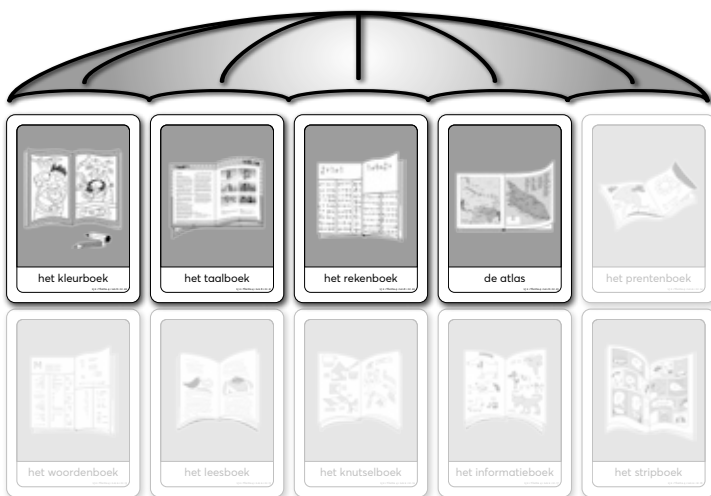 het kleurboek
het taalboek
het rekenboek
de atlas
het prentenboek
het woordenboek
het leesboek
het knutselboek
het informatieboek
het stripboek